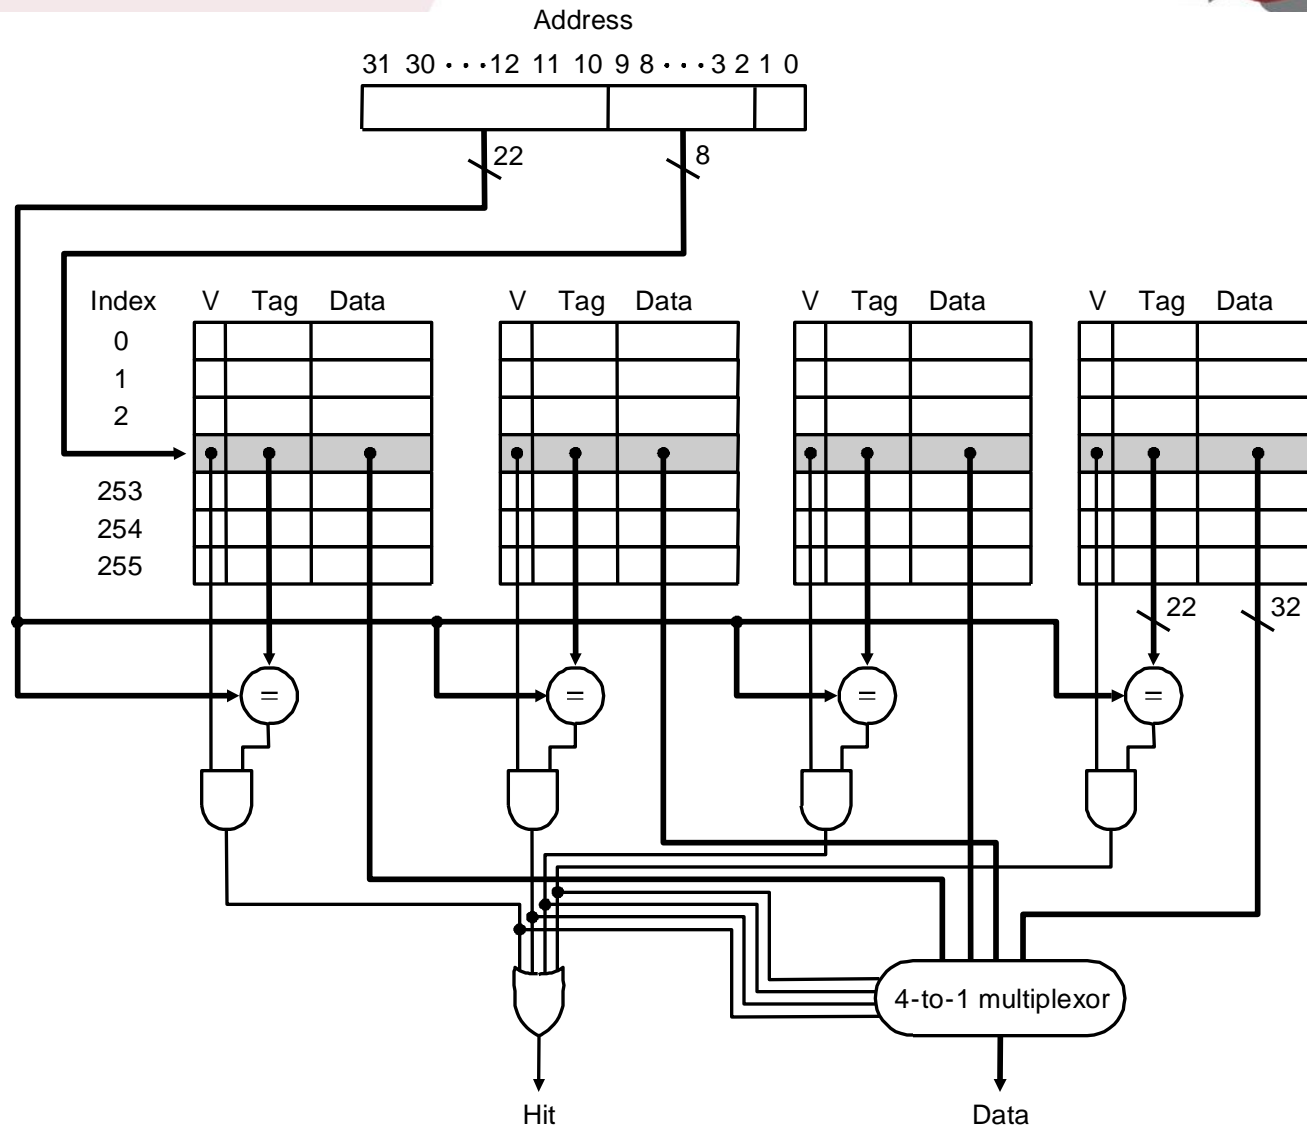 Address
31 30 ··· 12 11 10 9 8 ··· 3 2 1 0
22 8
Index V Tag Data V Tag Data V Tag Data V Tag Data
0
1
2
253
254
255
22 32
= = = =
4-to-1 multiplexor
Hit Data